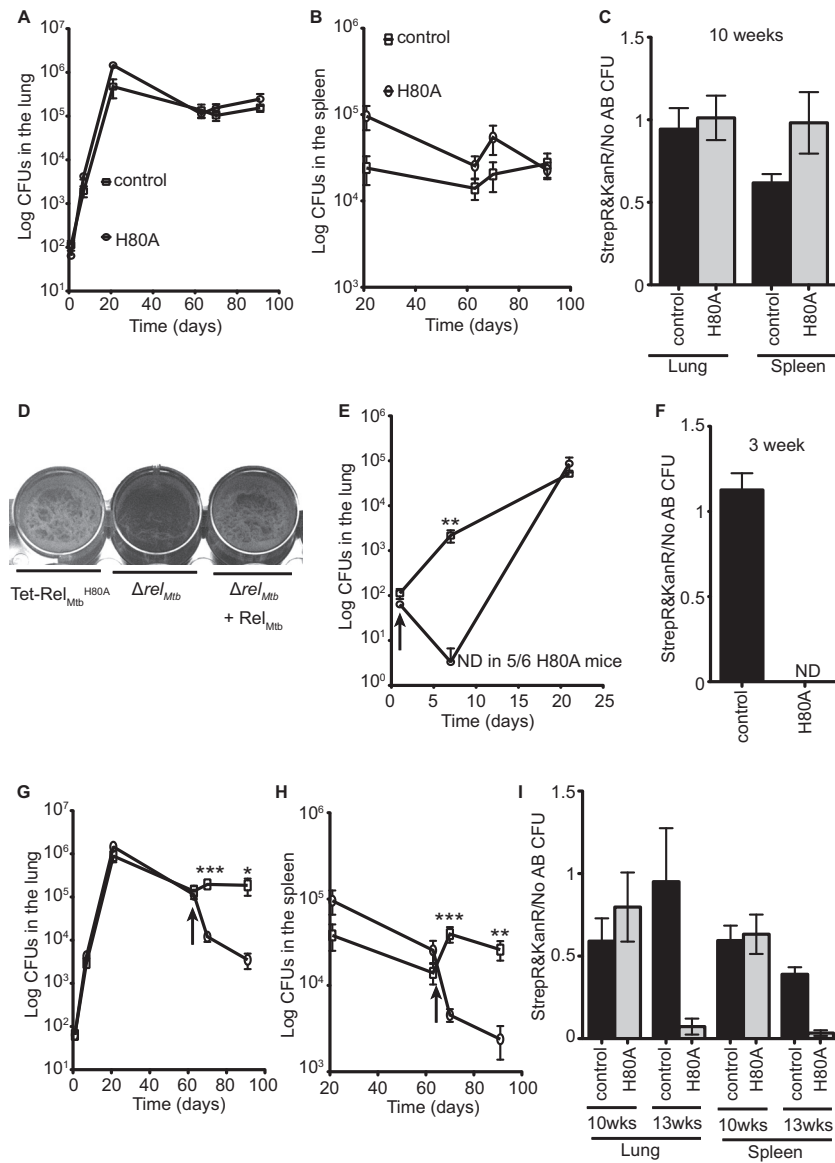 A
Log CFUs in the lung
10⁷
10⁶
10⁵
10⁴
10³
10²
10¹
control
H80A
0 20 40 60 80 100
Time (days)
B
Log CFUs in the spleen
10⁶
10⁵
10⁴
10³
control
H80A
20 40 60 80 100
Time (days)
C
StrepR&KanR/No AB CFU
10 weeks
1.5
1
0.5
0
control
H80A
control
H80A
Lung
Spleen
D
Tet-Rel_Mtb^H80A
Δrel_Mtb
Δrel_Mtb
+ Rel_Mtb
E
Log CFUs in the lung
10⁶
10⁵
10⁴
10³
10²
10¹
10⁰
**
ND in 5/6 H80A mice
0 5 10 15 20 25
Time (days)
F
StrepR&KanR/No AB CFU
3 week
1.5
1
0.5
0
ND
control
H80A
G
Log CFUs in the lung
10⁷
10⁶
10⁵
10⁴
10³
10²
10¹
*** *
0 20 40 60 80 100
Time (days)
H
Log CFUs in the spleen
10⁶
10⁵
10⁴
10³
*** **
20 40 60 80 100
Time (days)
I
StrepR&KanR/No AB CFU
1.5
1
0.5
0
control
H80A
control
H80A
control
H80A
control
H80A
10wks 13wks 10wks 13wks
Lung
Spleen